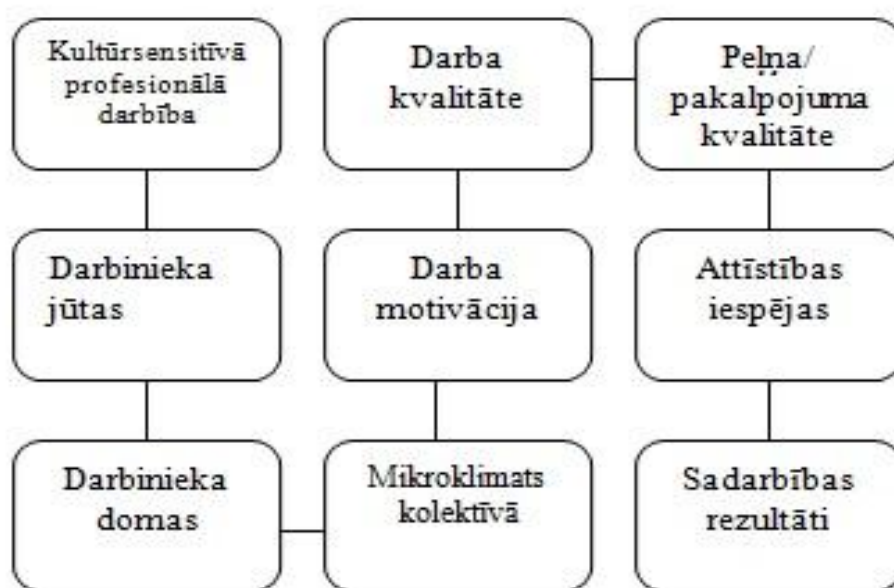 Kultūrsensitīvā
profesionālā
darbība
Darba
kvalitāte
Peļņa/
pakalpojuma
kvalitāte
Darbinieka
jūtas
Darba
motivācija
Attīstības
iespējas
Darbinieka
domas
Mikroklimats
kolektīvā
Sadarbības
rezultāti